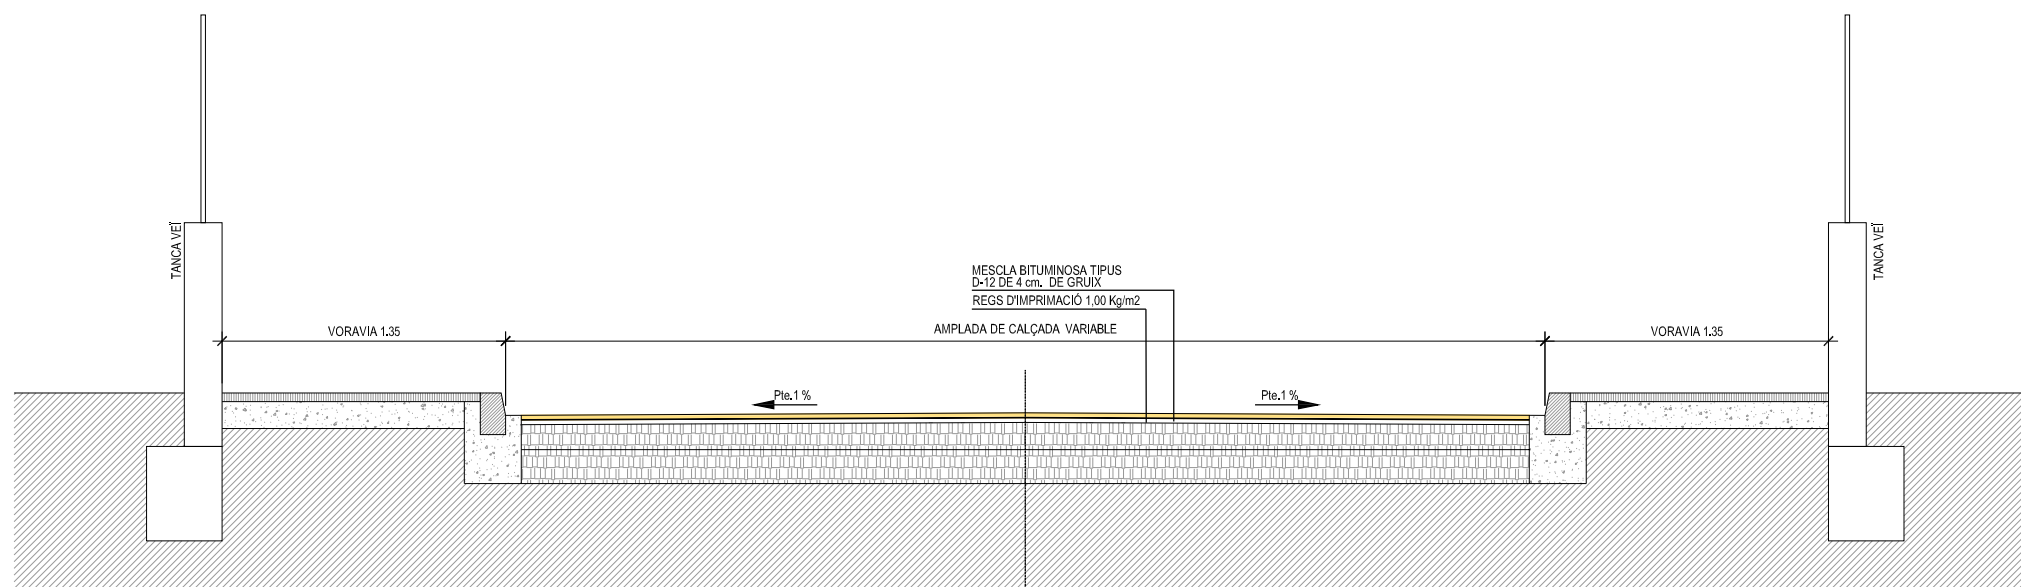 TANCA VEÏ
TANCA VEÏ
MESCLA BITUMINOSA TIPUS
D-12 DE 4 cm. DE GRUIX
REGS D'IMPRIMACIÓ 1,00 Kg/m2
VORAVIA 1.35
AMPLADA DE CALÇADA VARIABLE
VORAVIA 1.35
Pte.1 %
Pte.1 %